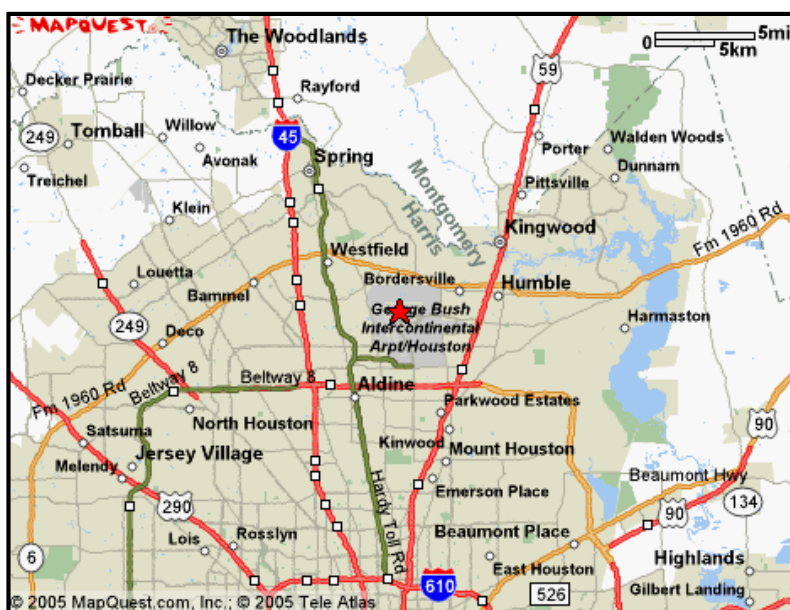 MAPQUEST
The Woodlands
5mi
5km
59
Decker Prairie
Rayford
249
Tomball
Willow
45
Porter
Walden Woods
Avonak
Spring
Dunnam
Treichel
Montgomery
Harris
Pittsville
Klein
Kingwood
Fm 1960 Rd
Westfield
Louetta
Bammel
Bordersville
Humble
George Bush
Intercontinental
Arpt/Houston
249
Deco
Harmaston
Fm 1960 Rd
Beltway 8
Beltway 8
Aldine
Parkwood Estates
North Houston
90
Satsuma
Kinwood
Mount Houston
Jersey Village
Melendy
Hardy Toll Rd
Emerson Place
Beaumont Hwy
290
90
134
Beaumont Place
6
Lois
Rosslyn
East Houston
Highlands
610
526
Gilbert Landing
© 2005 MapQuest.com, Inc.; © 2005 Tele Atlas